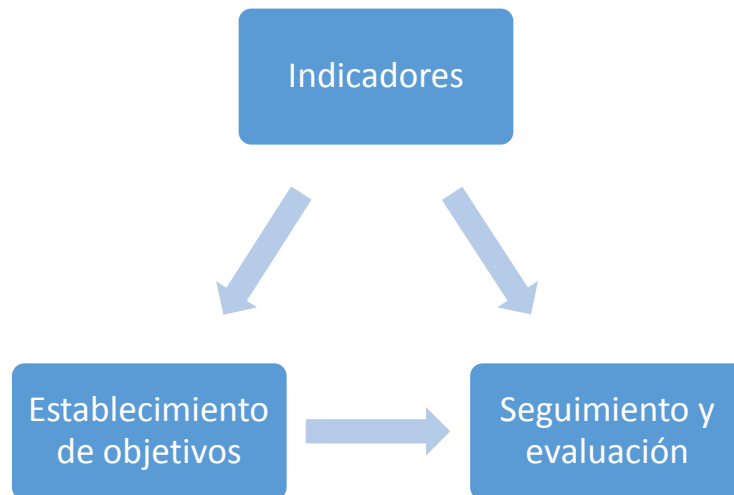 Indicadores
Establecimiento
de objetivos
Seguimiento y
evaluación